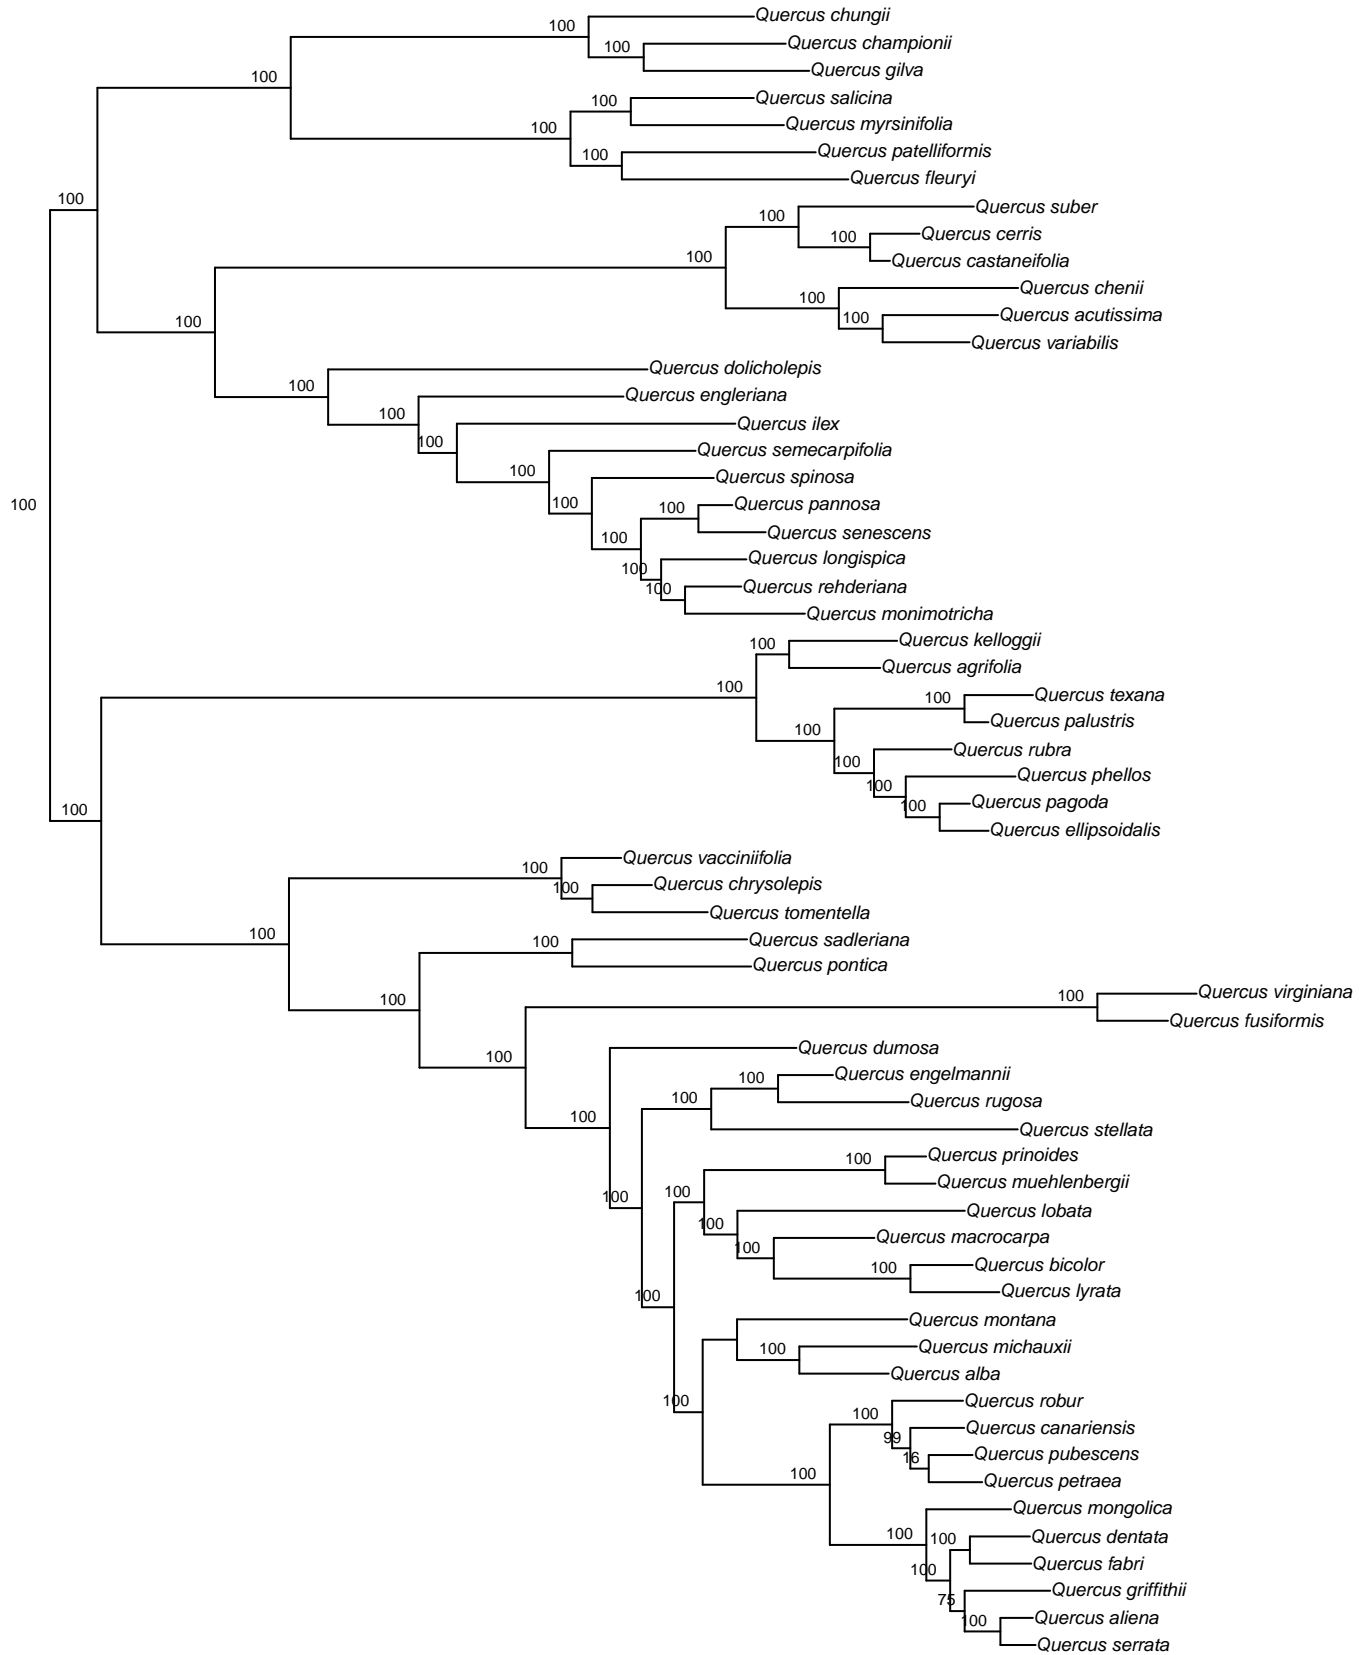 Quercus chungii
100
Quercus championii
100
Quercus gilva
100
Quercus salicina
100
Quercus myrsinifolia
100
Quercus patelliformis
100
Quercus fleuryi
100
Quercus suber
100
Quercus cerris
100
Quercus castaneifolia
100
Quercus chenii
100
Quercus acutissima
100
Quercus variabilis
100
Quercus dolicholepis
100
Quercus engleriana
100
Quercus ilex
100
Quercus semecarpifolia
100
Quercus spinosa
100
100
Quercus pannosa
100
Quercus senescens
100
Quercus longispica
100
Quercus rehderiana
100
Quercus monimotricha
Quercus kelloggii
100
Quercus agrifolia
100
Quercus texana
100
Quercus palustris
100
Quercus rubra
100
Quercus phellos
100
Quercus pagoda
100
100
Quercus ellipsoidalis
Quercus vacciniifolia
100
Quercus chrysolepis
100
Quercus tomentella
100
Quercus sadleriana
100
Quercus pontica
100
Quercus virginiana
100
Quercus fusiformis
100
Quercus dumosa
Quercus engelmannii
100
Quercus rugosa
100
100
Quercus stellata
Quercus prinoides
100
Quercus muehlenbergii
100
100
Quercus lobata
100
Quercus macrocarpa
100
Quercus bicolor
100
Quercus lyrata
100
Quercus montana
Quercus michauxii
100
Quercus alba
100
Quercus robur
100
Quercus canariensis
99
Quercus pubescens
16
100
Quercus petraea
Quercus mongolica
100
Quercus dentata
100
Quercus fabri
100
Quercus griffithii
75
Quercus aliena
100
Quercus serrata